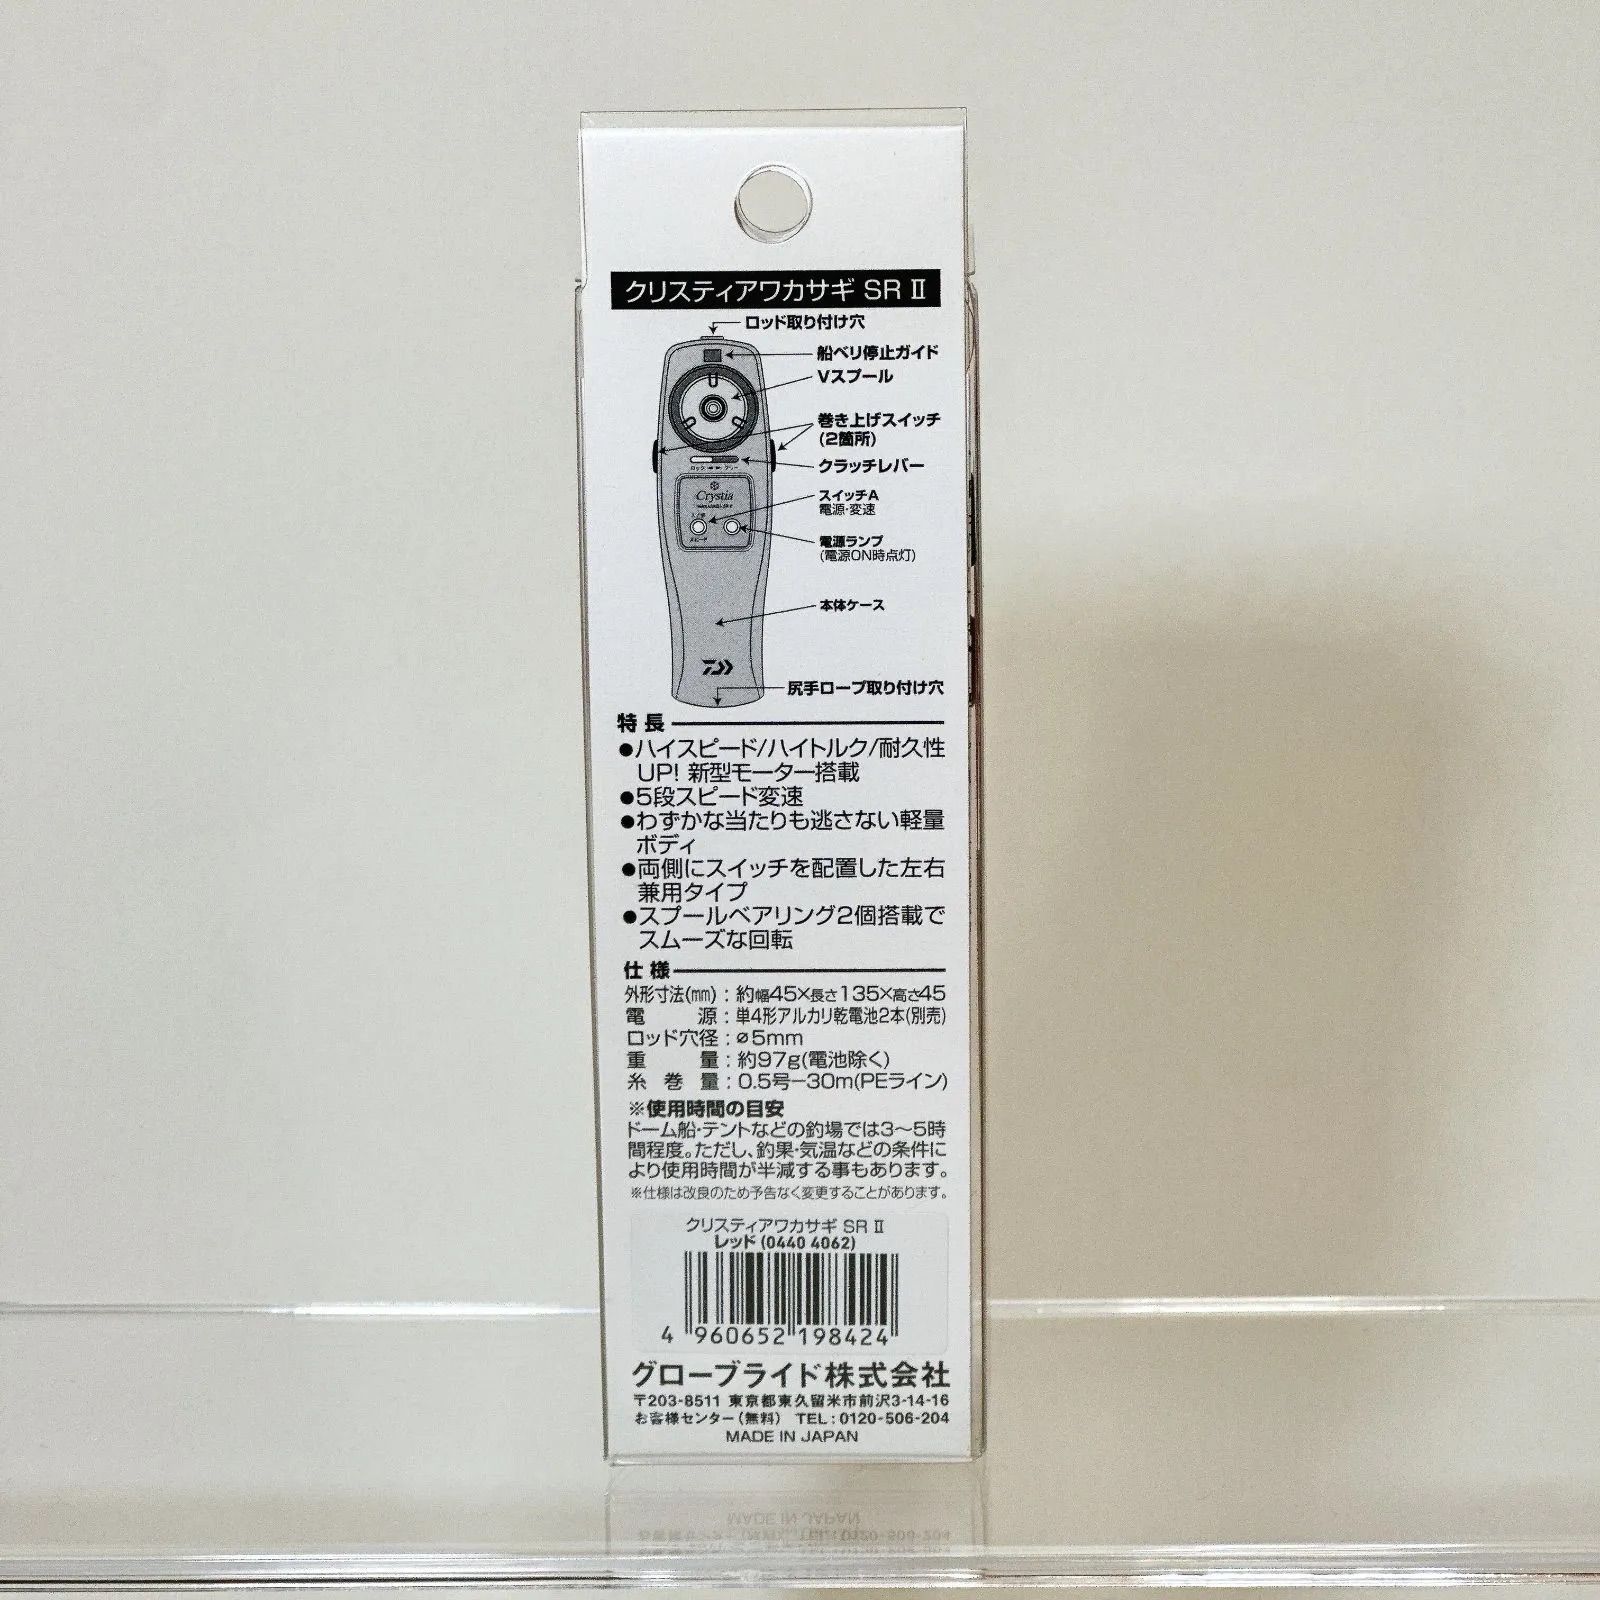 クリスティアワカサギ SR Ⅱ
ロッド取り付け穴
船ベリ停止ガイド
Vスプール
巻き上げスイッチ
(2箇所)
クラッチレバー
ロック フリー
Crystia
スイッチA
電源・変速
電源ランプ
(電源ON時点灯)
本体ケース
尻手ロープ取り付け穴
特長
●ハイスピード/ハイトルク/耐久性
UP! 新型モーター搭載
●5段スピード変速
●わずかな当たりも逃さない軽量
ボディ
●両側にスイッチを配置した左右
兼用タイプ
●スプールベアリング2個搭載で
スムーズな回転
仕様
外形寸法(mm) : 約幅45×長さ135×高さ45
電源 : 単4形アルカリ乾電池2本(別売)
ロッド穴径 : ø5mm
重量 : 約97g(電池除く)
糸巻量 : 0.5号−30m(PEライン)
※使用時間の目安
ドーム船・テントなどの釣場では3〜5時
間程度。ただし、釣果・気温などの条件に
より使用時間が半減する事もあります。
※仕様は改良のため予告なく変更することがあります。
クリスティアワカサギ SR Ⅱ
レッド (0440 4062)
4 960652 198424
グローブライド株式会社
〒203-8511 東京都東久留米市前沢3-14-16
お客様センター(無料) TEL : 0120-506-204
MADE IN JAPAN